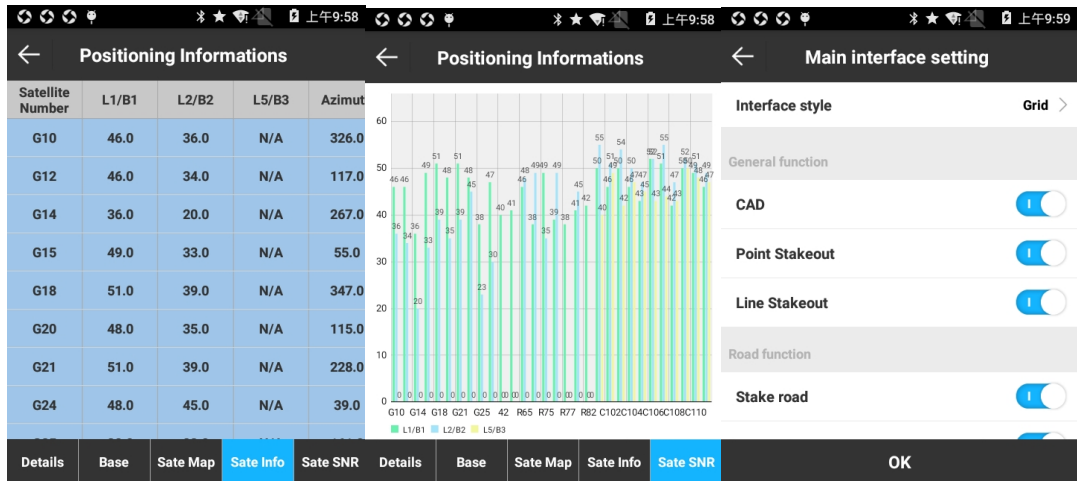 上午9:58
Positioning Informations
Satellite Number L1/B1 L2/B2 L5/B3 Azimut
G10 46.0 36.0 N/A 326.0
G12 46.0 34.0 N/A 117.0
G14 36.0 20.0 N/A 267.0
G15 49.0 33.0 N/A 55.0
G18 51.0 39.0 N/A 347.0
G20 48.0 35.0 N/A 115.0
G21 51.0 39.0 N/A 228.0
G24 48.0 45.0 N/A 39.0
Details Base Sate Map Sate Info Sate SNR
上午9:58
Positioning Informations
60
50
40
30
20
10
0
G10 G14 G18 G21 G25 42 R65 R75 R77 R82 C102C104C106C108C110
L1/B1 L2/B2 L5/B3
Details Base Sate Map Sate Info Sate SNR
上午9:59
Main interface setting
Interface style Grid
General function
CAD
Point Stakeout
Line Stakeout
Road function
Stake road
OK